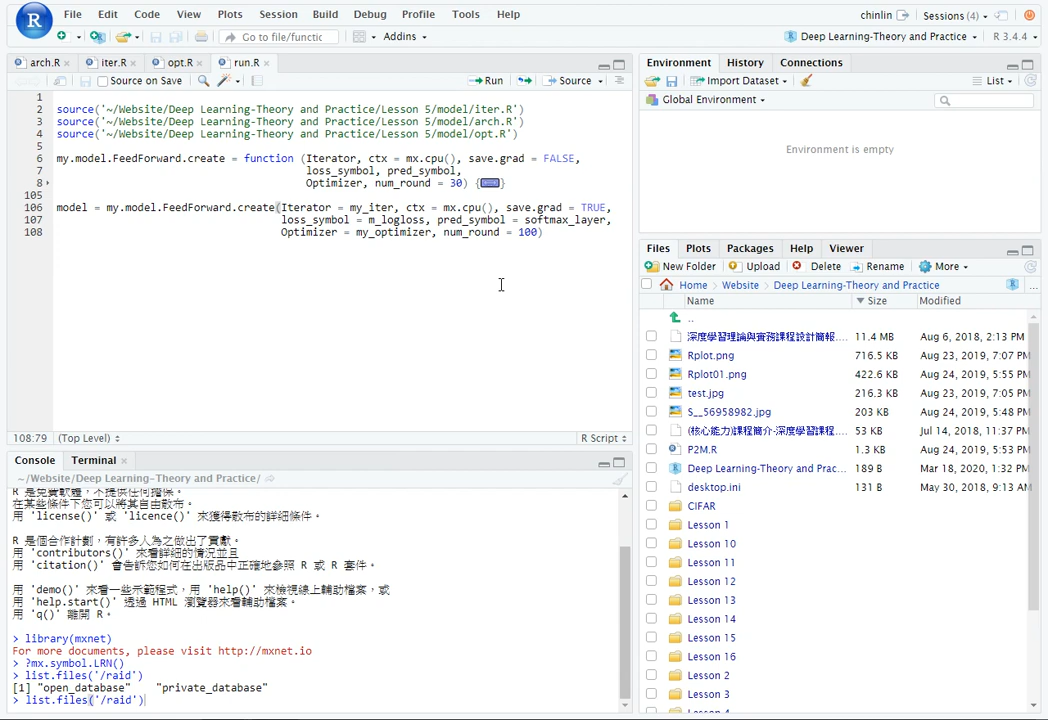 File Edit Code View Plots Session Build Debug Profile Tools Help
chinlin Sessions (4)
Go to file/functic Addins
Deep Learning-Theory and Practice R 3.4.4
arch.R iter.R opt.R run.R
Source on Save Run Source
1
2 source('~/Website/Deep Learning-Theory and Practice/Lesson 5/model/iter.R')
3 source('~/Website/Deep Learning-Theory and Practice/Lesson 5/model/arch.R')
4 source('~/Website/Deep Learning-Theory and Practice/Lesson 5/model/opt.R')
5
6 my.model.FeedForward.create = function (Iterator, ctx = mx.cpu(), save.grad = FALSE,
7 loss_symbol, pred_symbol,
8 Optimizer, num_round = 30) {
105
106 model = my.model.FeedForward.create(Iterator = my_iter, ctx = mx.cpu(), save.grad = TRUE,
107 loss_symbol = m_logloss, pred_symbol = softmax_layer,
108 Optimizer = my_optimizer, num_round = 100)
108:79 (Top Level) R Script
Console Terminal
~/Website/Deep Learning-Theory and Practice/
R 是免費軟體，不提供任何擔保。
在某些條件下您可以將其自由散布。
用 'license()' 或 'licence()' 來獲得散布的詳細條件。
R 是個合作計劃，有許多人為之做出了貢獻。
用 'contributors()' 來看詳細的情況並且
用 'citation()' 會告訴您如何在出版品中正確地參照 R 或 R 套件。
用 'demo()' 來看一些示範程式，用 'help()' 來檢視線上輔助檔案，或
用 'help.start()' 透過 HTML 瀏覽器來看輔助檔案。
用 'q()' 離開 R。
> library(mxnet)
For more documents, please visit http://mxnet.io
> ?mx.symbol.LRN()
> list.files('/raid')
[1] "open_database" "private_database"
> list.files('/raid')
Environment History Connections
Import Dataset List
Global Environment
Environment is empty
Files Plots Packages Help Viewer
New Folder Upload Delete Rename More
Home Website Deep Learning-Theory and Practice ...
Name Size Modified
..
深度學習理論與實務課程設計簡報.... 11.4 MB Aug 6, 2018, 2:13 PM
Rplot.png 716.5 KB Aug 23, 2019, 7:07 PM
Rplot01.png 422.6 KB Aug 24, 2019, 5:55 PM
test.jpg 216.3 KB Aug 23, 2019, 7:05 PM
S__56958982.jpg 203 KB Aug 24, 2019, 5:48 PM
(核心能力)課程簡介-深度學習課程.... 53 KB Jul 14, 2018, 11:37 PM
P2M.R 1.3 KB Aug 24, 2019, 5:53 PM
Deep Learning-Theory and Prac... 189 B Mar 18, 2020, 1:32 PM
desktop.ini 131 B May 30, 2018, 9:13 AM
CIFAR
Lesson 1
Lesson 10
Lesson 11
Lesson 12
Lesson 13
Lesson 14
Lesson 15
Lesson 16
Lesson 2
Lesson 3
Lesson 4